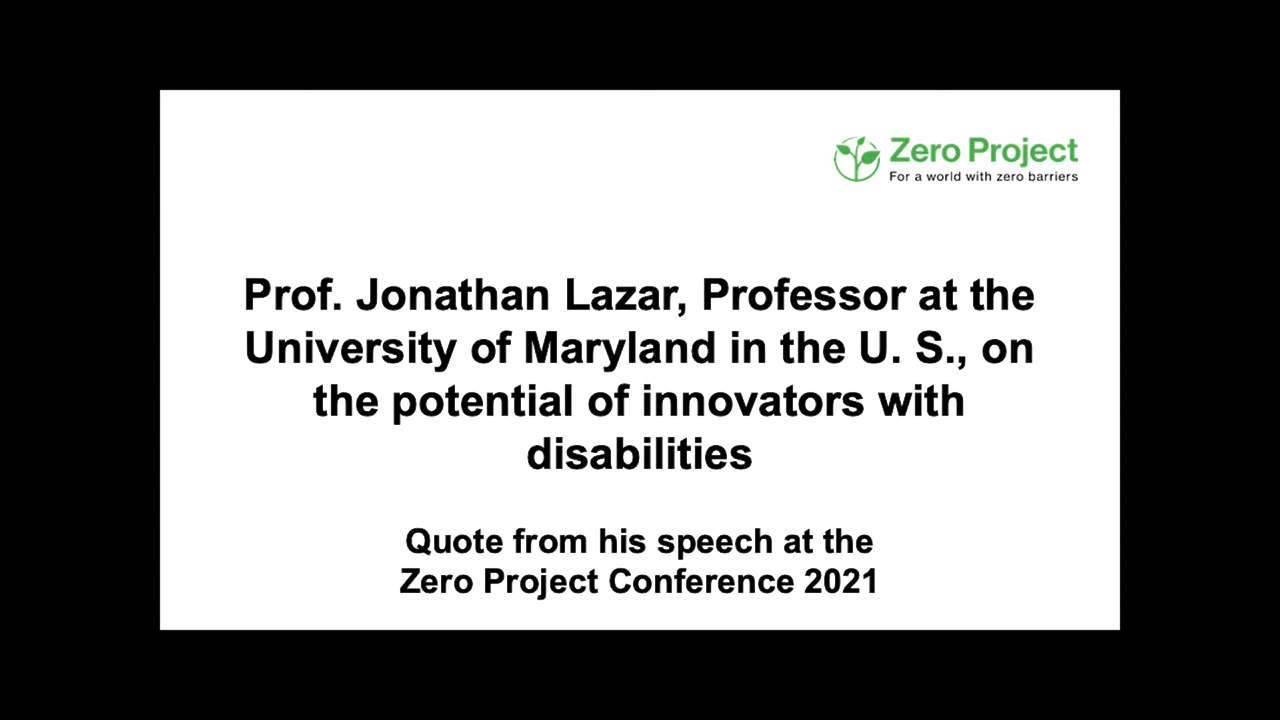 Zero Project
For a world with zero barriers
Prof. Jonathan Lazar, Professor at the
University of Maryland in the U. S., on
the potential of innovators with
disabilities
Quote from his speech at the
Zero Project Conference 2021